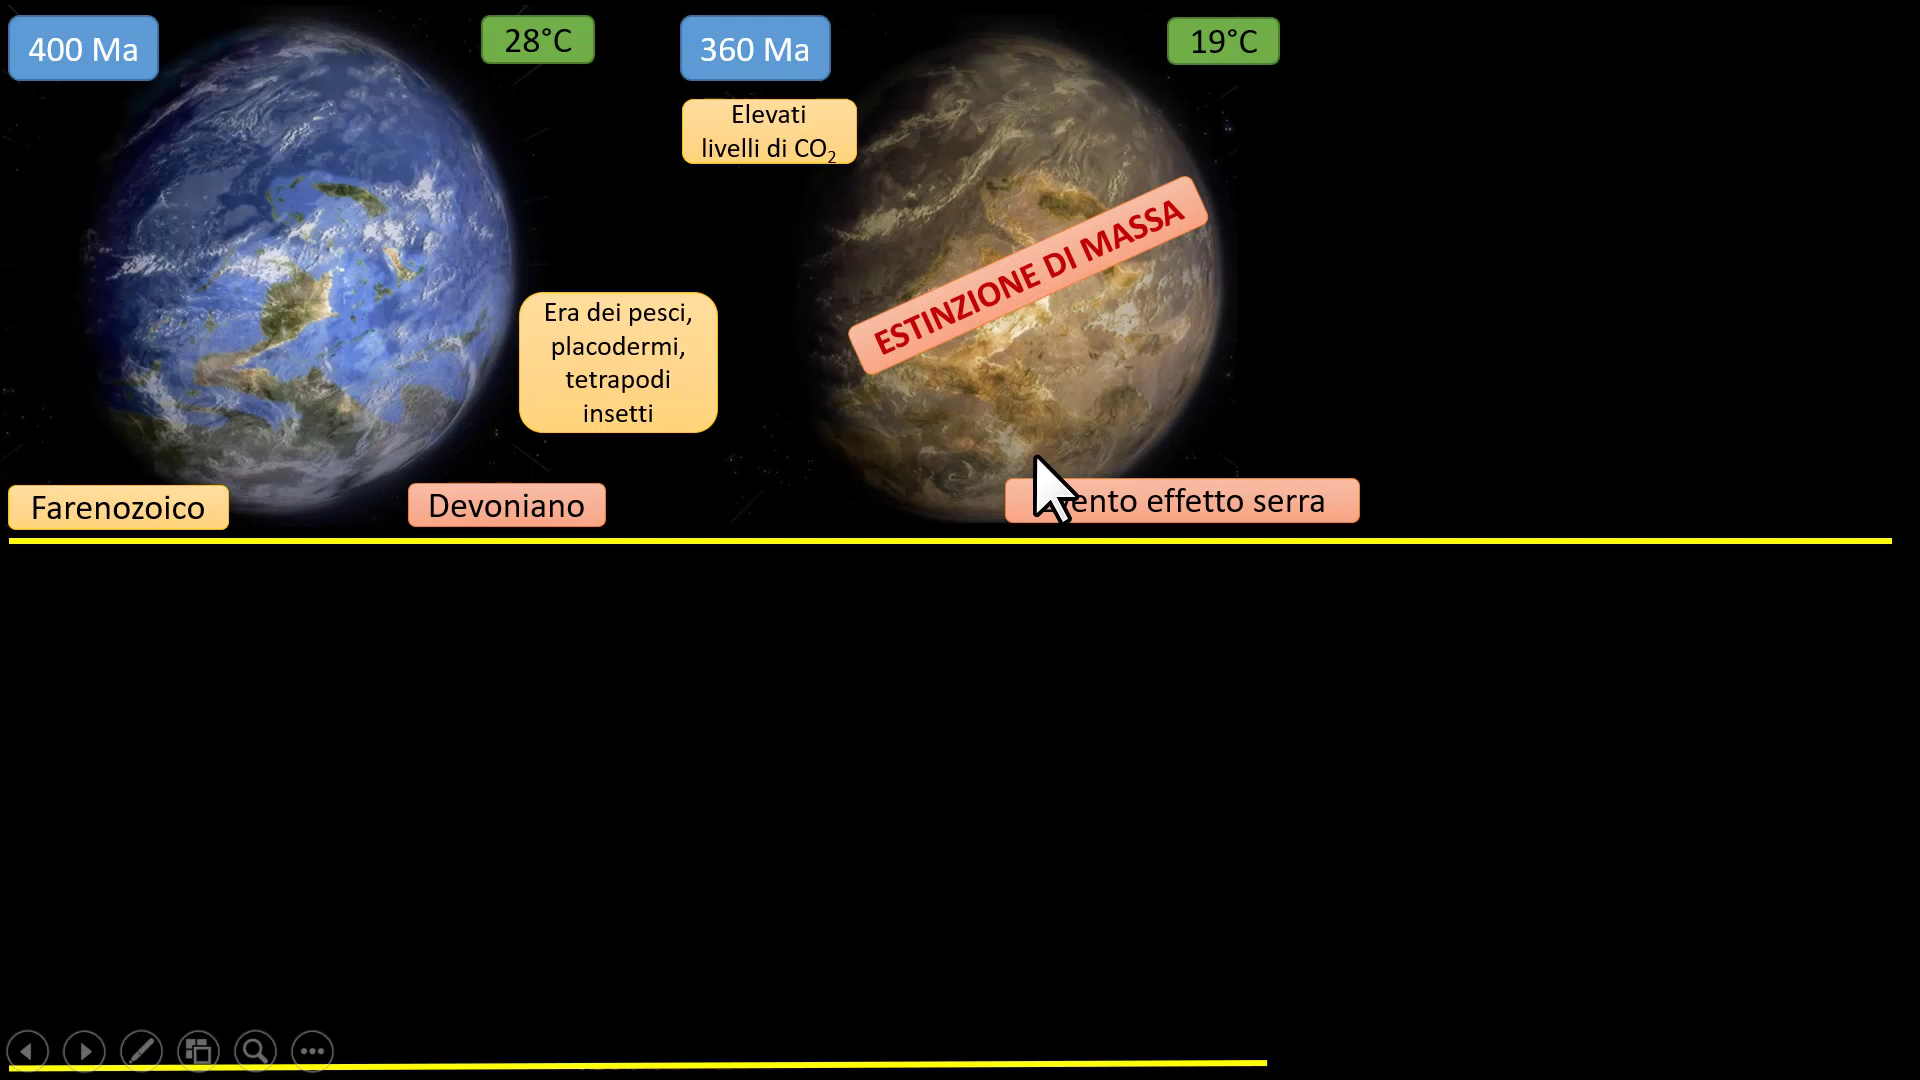 400 Ma
28°C
360 Ma
19°C
Elevati
livelli di CO₂
ESTINZIONE DI MASSA
Era dei pesci,
placodermi,
tetrapodi
insetti
Farenozoico
Devoniano
effetto serra